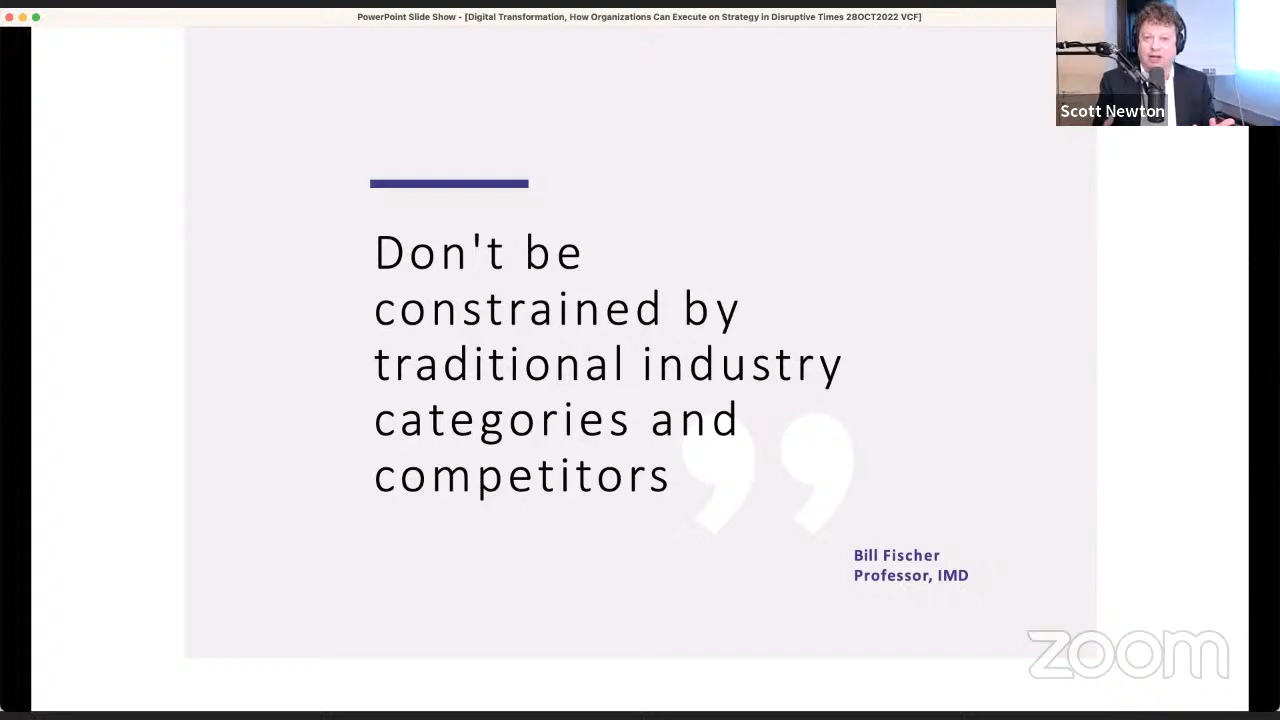 PowerPoint Slide Show - [Digital Transformation, How Organizations Can Execute on Strategy in Disruptive Times 28OCT2022 VCF]
Scott Newton
Don't be
constrained by
traditional industry
categories and
competitors
”
Bill Fischer
Professor, IMD
zoom